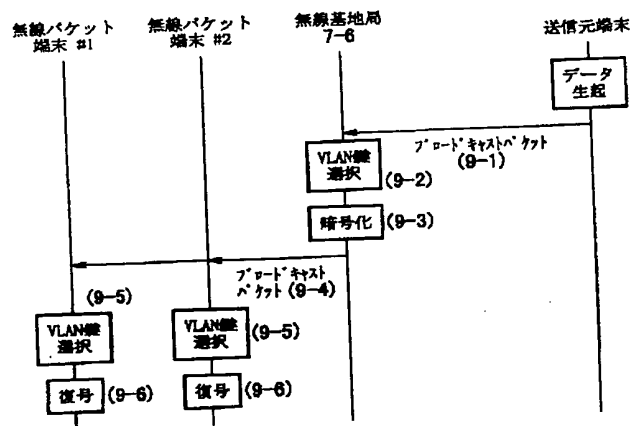 無線パケット
端末 #1
無線パケット
端末 #2
無線基地局
7-6
送信元端末
データ
生起
ブロードキャストパケット
(9-1)
VLAN鍵
選択
(9-2)
暗号化
(9-3)
ブロードキャスト
パケット (9-4)
(9-5)
VLAN鍵
選択
VLAN鍵
選択
(9-5)
復号
(9-6)
復号
(9-6)